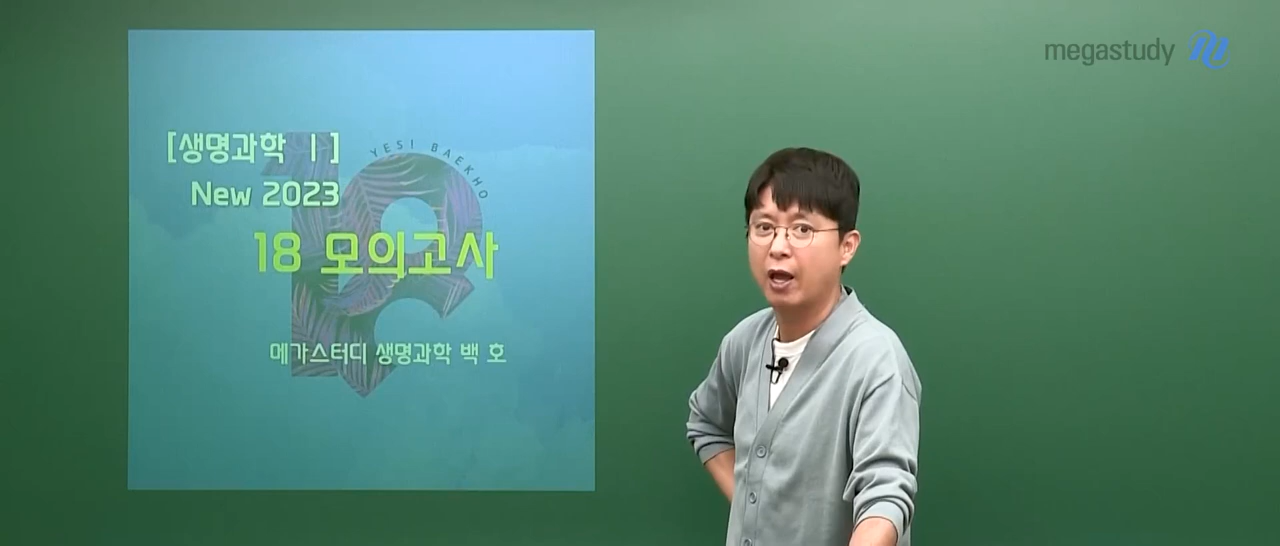 megastudy
YES! BAEKHO
[생명과학 Ⅰ]
New 2023
18 모의고사
메가스터디 생명과학 백 호